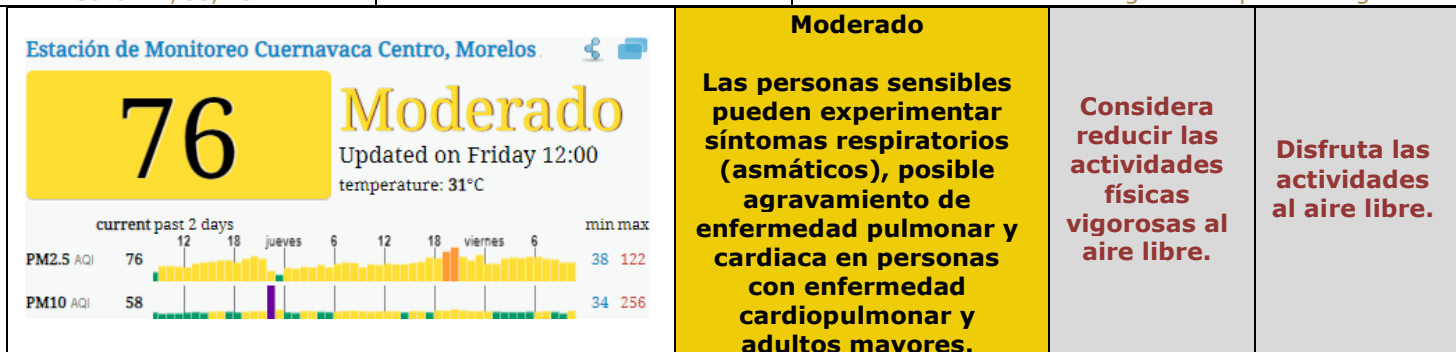 Estación de Monitoreo Cuernavaca Centro, Morelos.
76
Moderado
Updated on Friday 12:00
temperature: 31°C
current past 2 days
min max
12 18 jueves 6 12 18 viernes 6
PM2.5 AQI 76 38 122
PM10 AQI 58 34 256
Moderado
Las personas sensibles
pueden experimentar
síntomas respiratorios
(asmáticos), posible
agravamiento de
enfermedad pulmonar y
cardiaca en personas
con enfermedad
cardiopulmonar y
adultos mayores.
Considera
reducir las
actividades
físicas
vigorosas al
aire libre.
Disfruta las
actividades
al aire libre.